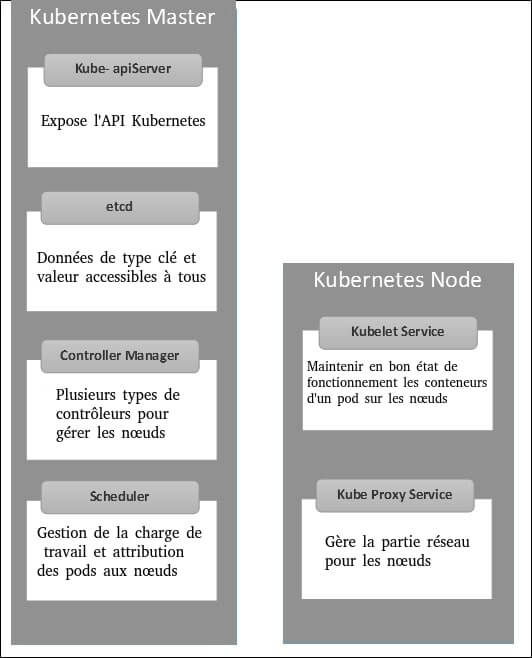 Kubernetes Master
Kube- apiServer
Expose l'API Kubernetes
etcd
Données de type clé et
valeur accessibles à tous
Controller Manager
Plusieurs types de
contrôleurs pour
gérer les nœuds
Scheduler
Gestion de la charge de
travail et attribution
des pods aux nœuds
Kubernetes Node
Kubelet Service
Maintenir en bon état de
fonctionnement les conteneurs
d'un pod sur les nœuds
Kube Proxy Service
Gère la partie réseau
pour les nœuds